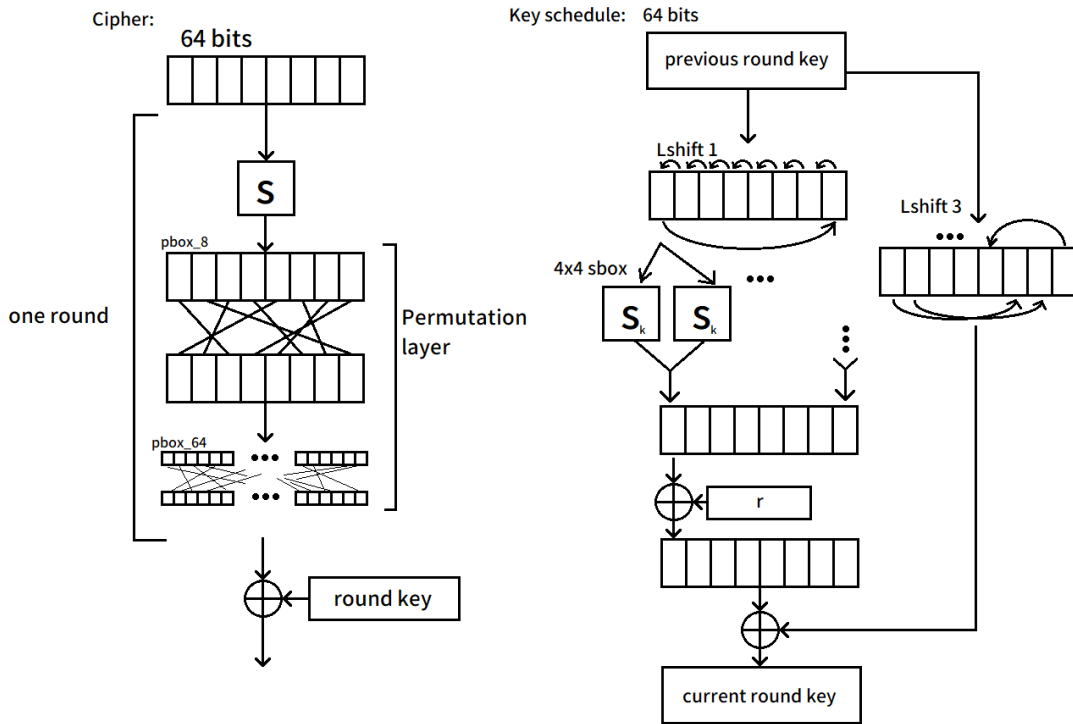 Cipher:
64 bits
one round
S
pbox_8
Permutation
layer
pbox_64
round key
Key schedule: 64 bits
previous round key
Lshift 1
Lshift 3
4x4 sbox
Sk
Sk
r
current round key